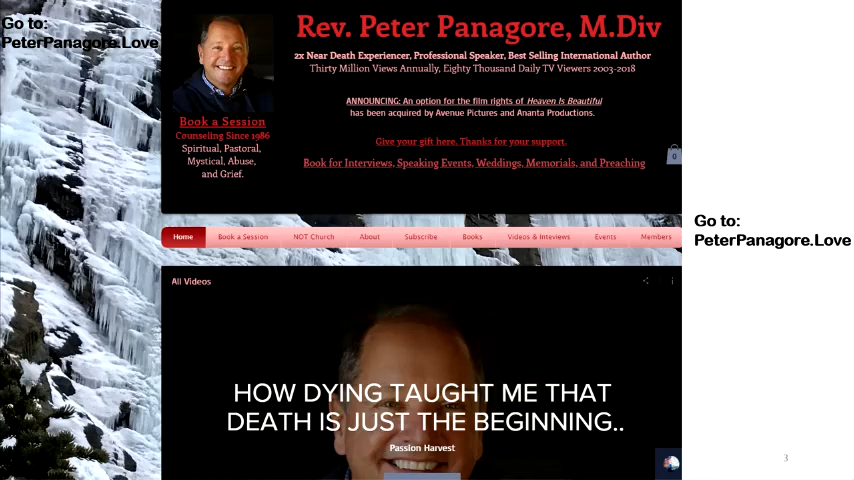 Go to:
PeterPanagore.Love
Rev. Peter Panagore, M.Div
2x Near Death Experiencer, Professional Speaker, Best Selling International Author
Thirty Million Views Annually, Eighty Thousand Daily TV Viewers 2003-2018
ANNOUNCING: An option for the film rights of Heaven Is Beautiful
has been acquired by Avenue Pictures and Ananta Productions.
Book a Session
Counseling Since 1986
Spiritual, Pastoral,
Mystical, Abuse,
and Grief.
Give your gift here. Thanks for your support.
Book for Interviews, Speaking Events, Weddings, Memorials, and Preaching
0
Go to:
PeterPanagore.Love
Home Book a Session NOT Church About Subscribe Books Videos & Inteviews Events Members
All Videos
HOW DYING TAUGHT ME THAT
DEATH IS JUST THE BEGINNING..
Passion Harvest
3